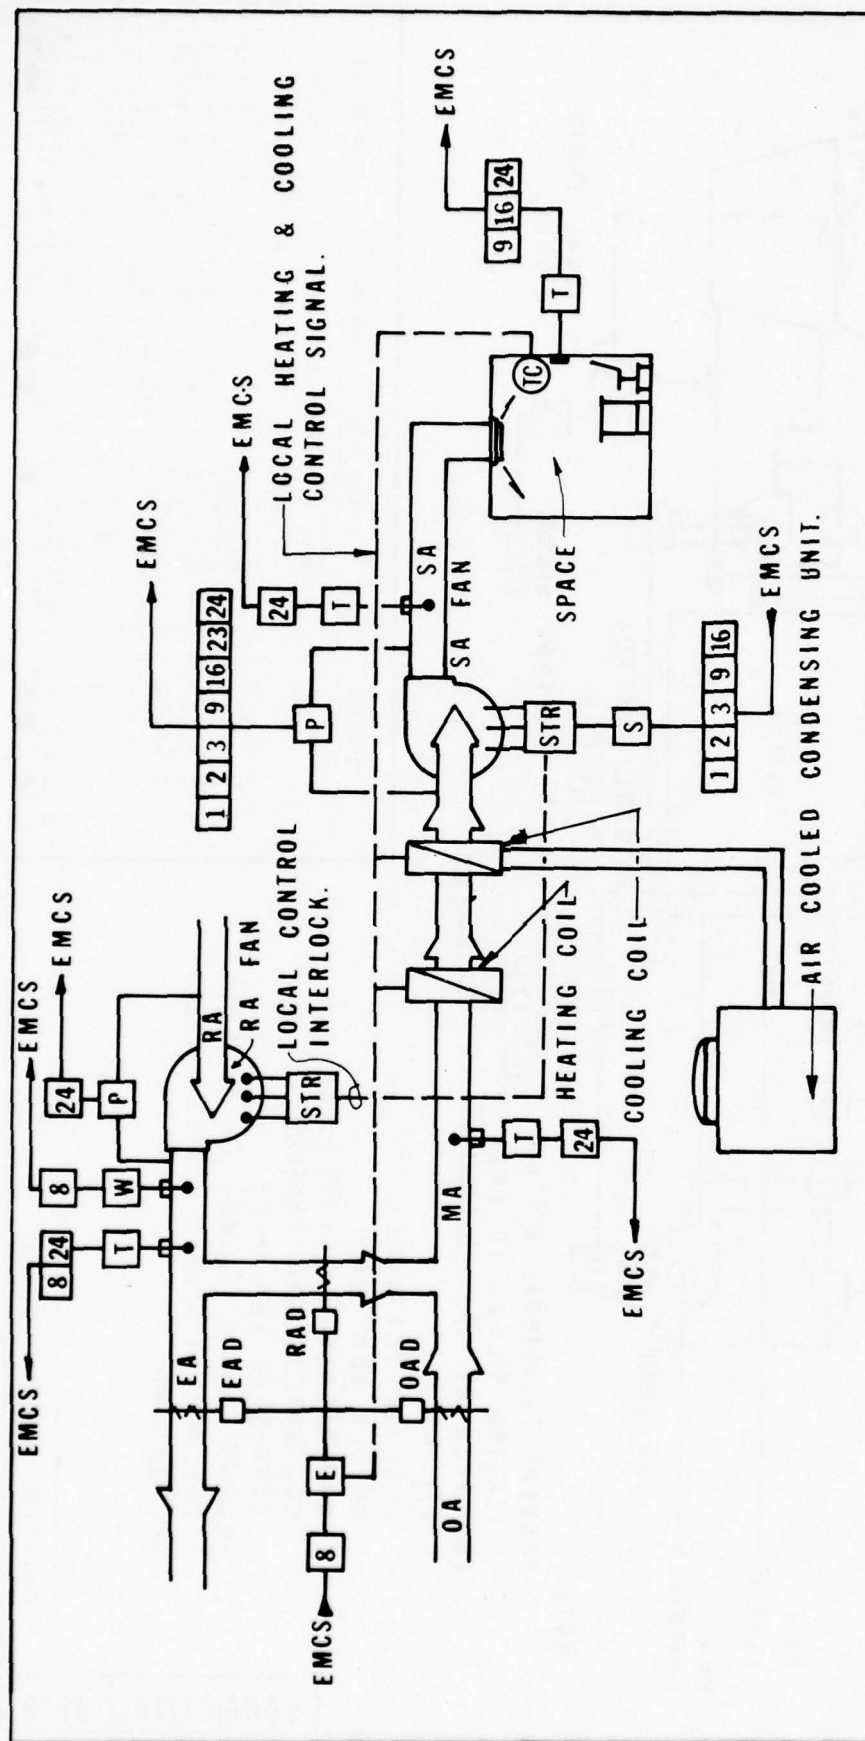 EMCS
8 24
T
EMCS
8
W
EMCS
24
P
RA
RA FAN
STR
LOCAL CONTROL
INTERLOCK.
EMCS
1 2 3 9 16 23 24
P
EMCS
24
T
LOCAL HEATING & COOLING
CONTROL SIGNAL.
EMCS
9 16 24
T
TC
SPACE
SA
SA FAN
STR
S
1 2 3 9 16
EMCS
EA
EAD
RAD
OAD
EMCS
8
E
OA
MA
T
24
EMCS
HEATING COIL
COOLING COIL
AIR COOLED CONDENSING UNIT.